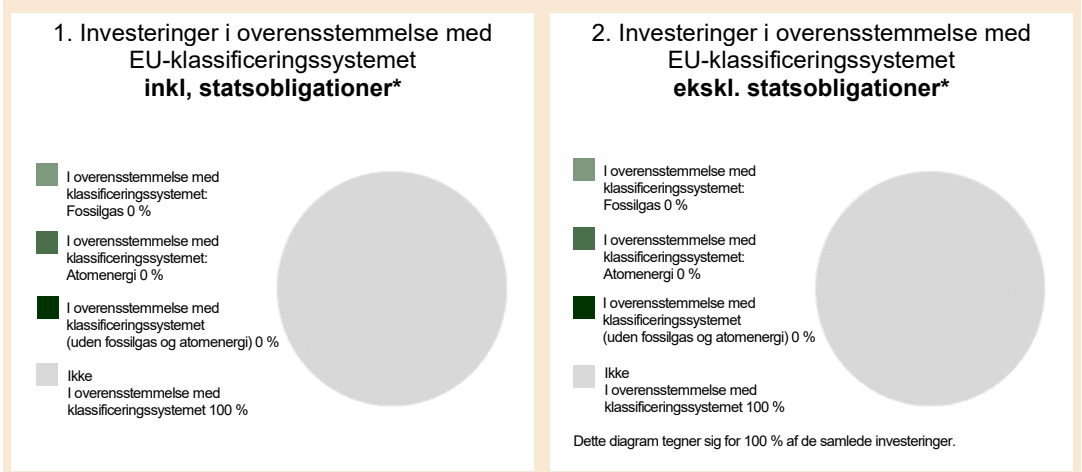 1. Investeringer i overensstemmelse med
EU-klassificeringssystemet
inkl, statsobligationer*
I overensstemmelse med
klassificeringssystemet:
Fossilgas 0 %
I overensstemmelse med
klassificeringssystemet:
Atomenergi 0 %
I overensstemmelse med
klassificeringssystemet
(uden fossilgas og atomenergi) 0 %
Ikke
I overensstemmelse med
klassificeringssystemet 100 %
2. Investeringer i overensstemmelse med
EU-klassificeringssystemet
ekskl. statsobligationer*
I overensstemmelse med
klassificeringssystemet:
Fossilgas 0 %
I overensstemmelse med
klassificeringssystemet:
Atomenergi 0 %
I overensstemmelse med
klassificeringssystemet
(uden fossilgas og atomenergi) 0 %
Ikke
I overensstemmelse med
klassificeringssystemet 100 %
Dette diagram tegner sig for 100 % af de samlede investeringer.